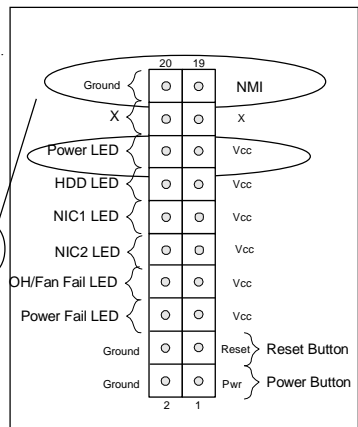 20 19
Ground NMI
X X
Power LED Vcc
HDD LED Vcc
NIC1 LED Vcc
NIC2 LED Vcc
OH/Fan Fail LED Vcc
Power Fail LED Vcc
Ground Reset Reset Button
Ground Pwr Power Button
2 1